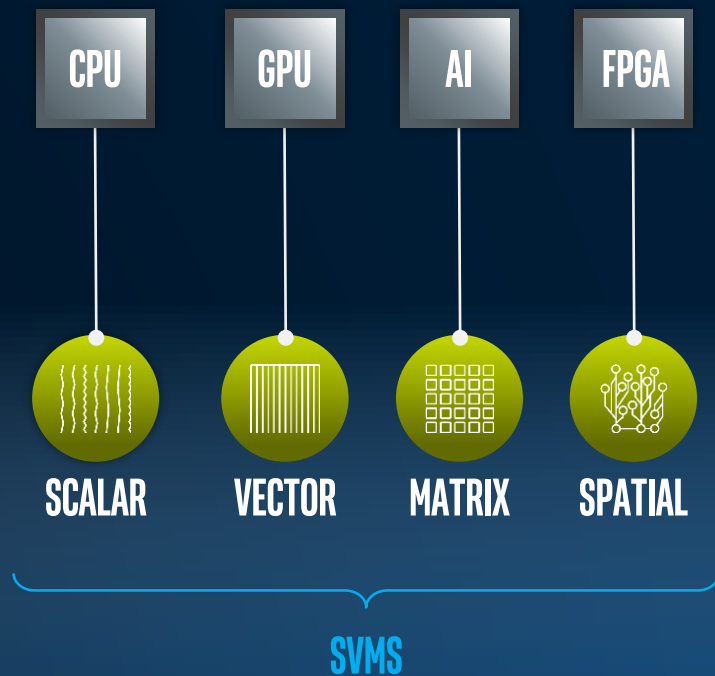 CPU GPU AI FPGA
SCALAR VECTOR MATRIX SPATIAL
SVMS